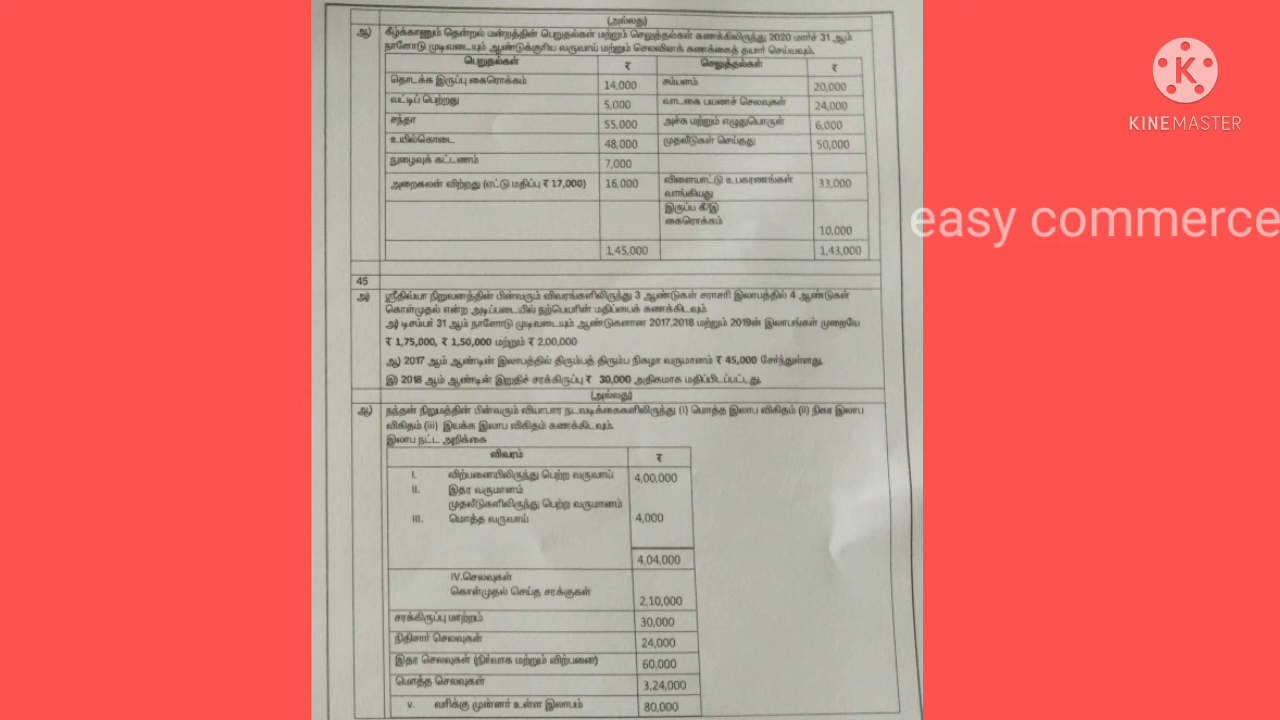 (அல்லது)
ஆ) கீழ்க்காணும் தென்றல் மன்றத்தின் பெறுதல்கள் மற்றும் செலுத்தல்கள் கணக்கிலிருந்து 2020 மார்ச் 31 ஆம்
நாளோடு முடிவடையும் ஆண்டுக்குரிய வருவாய் மற்றும் செலவினக் கணக்கைத் தயார் செய்யவும்.
பெறுதல்கள் ₹ செலுத்தல்கள் ₹
தொடக்க இருப்பு கைரொக்கம் 14,000 சம்பளம் 20,000
வட்டிப் பெற்றது 5,000 வாடகை பயணச் செலவுகள் 24,000
சந்தா 55,000 அச்சு மற்றும் எழுதுபொருள் 6,000
உயில்கொடை 48,000 முதலீடுகள் செய்தது 50,000
நுழைவுக் கட்டணம் 7,000
அறைகலன் விற்றது (ஏட்டு மதிப்பு ₹ 17,000) 16,000 விளையாட்டு உபகரணங்கள் 33,000
வாங்கியது
இருப்பு கீ/இ
கைரொக்கம் 10,000
1,45,000 1,43,000
45
அ) ஸ்ரீதிவ்யா நிறுவனத்தின் பின்வரும் விவரங்களிலிருந்து 3 ஆண்டுகள் சராசரி இலாபத்தில் 4 ஆண்டுகள்
கொள்முதல் என்ற அடிப்படையில் நற்பெயரின் மதிப்பைக் கணக்கிடவும்
அ) டிசம்பர் 31 ஆம் நாளோடு முடிவடையும் ஆண்டுகளான 2017,2018 மற்றும் 2019ன் இலாபங்கள் முறையே
₹ 1,75,000, ₹ 1,50,000 மற்றும் ₹ 2,00,000
ஆ) 2017 ஆம் ஆண்டின் இலாபத்தில் திரும்பத் திரும்ப நிகழா வருமானம் ₹ 45,000 சேர்ந்துள்ளது.
இ) 2018 ஆம் ஆண்டின் இறுதிச் சரக்கிருப்பு ₹ 30,000 அதிகமாக மதிப்பிடப்பட்டது.
(அல்லது)
ஆ) நந்தன் நிறுமத்தின் பின்வரும் வியாபார நடவடிக்கைகளிலிருந்து (i) மொத்த இலாப விகிதம் (ii) நிகர இலாப
விகிதம் (iii) இயக்க இலாப விகிதம் கணக்கிடவும்.
இலாப நட்ட அறிக்கை
விவரம் ₹
I. விற்பனையிலிருந்து பெற்ற வருவாய் 4,00,000
II. இதர வருமானம்
முதலீடுகளிலிருந்து பெற்ற வருமானம்
III. மொத்த வருவாய் 4,000
4,04,000
IV.செலவுகள்
கொள்முதல் செய்த சரக்குகள் 2,10,000
சரக்கிருப்பு மாற்றம் 30,000
நிதிசார் செலவுகள் 24,000
இதர செலவுகள் (நிர்வாக மற்றும் விற்பனை) 60,000
மொத்த செலவுகள் 3,24,000
v. வரிக்கு முன்னர் உள்ள இலாபம் 80,000
K
KINEMASTER
easy commerce